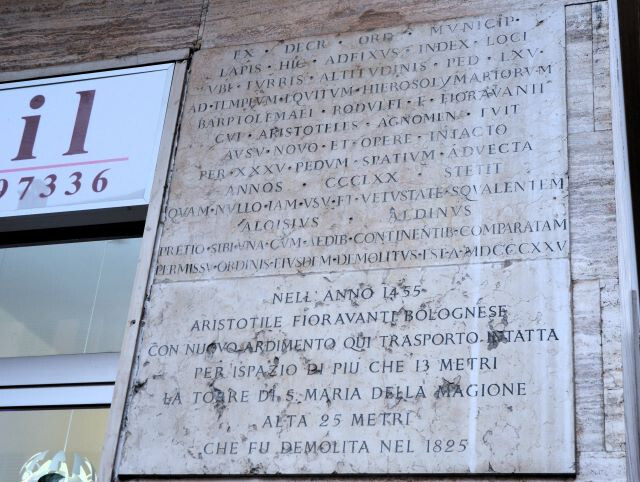 il
97336
EX · DECR · ORD · MVNICIP·
LAPIS · HIC · ADFIXVS · INDEX · LOCI
VBI · TVRRIS · ALTITVDINIS · PED · LXV·
AD · TEMPLVM · EQVITVM · HIEROSOLYMARIORVM
BARPTOLEMAEI · RODULFI · F · FIORAVANTII
CVI · ARISTOTELES · AGNOMEN · FVIT
AVSV · NOVO · ET · OPERE · INTACTO
PER · XXXV · PEDVM · SPATIVM · ADVECTA
ANNOS · CCCLXX · STETIT
QVAM · NVLLO · IAM · VSV · ET · VETVSTATE · SQVALENTEM
ALOISIVS · ALDINVS
PRETIO · SIBI · VNA · CVM · AEDIB · CONTINENTIB · COMPARATAM
PERMISSV · ORDINIS · EIVSDEM · DEMOLITVS · EST · A · MDCCCXXV
NELL' ANNO 1455
ARISTOTILE FIORAVANTI BOLOGNESE
CON NUOVO ARDIMENTO QUI TRASPORTO INTATTA
PER ISPAZIO DI PIÙ CHE 13 METRI
LA TORRE DI S. MARIA DELLA MAGIONE
ALTA 25 METRI
CHE FU DEMOLITA NEL 1825